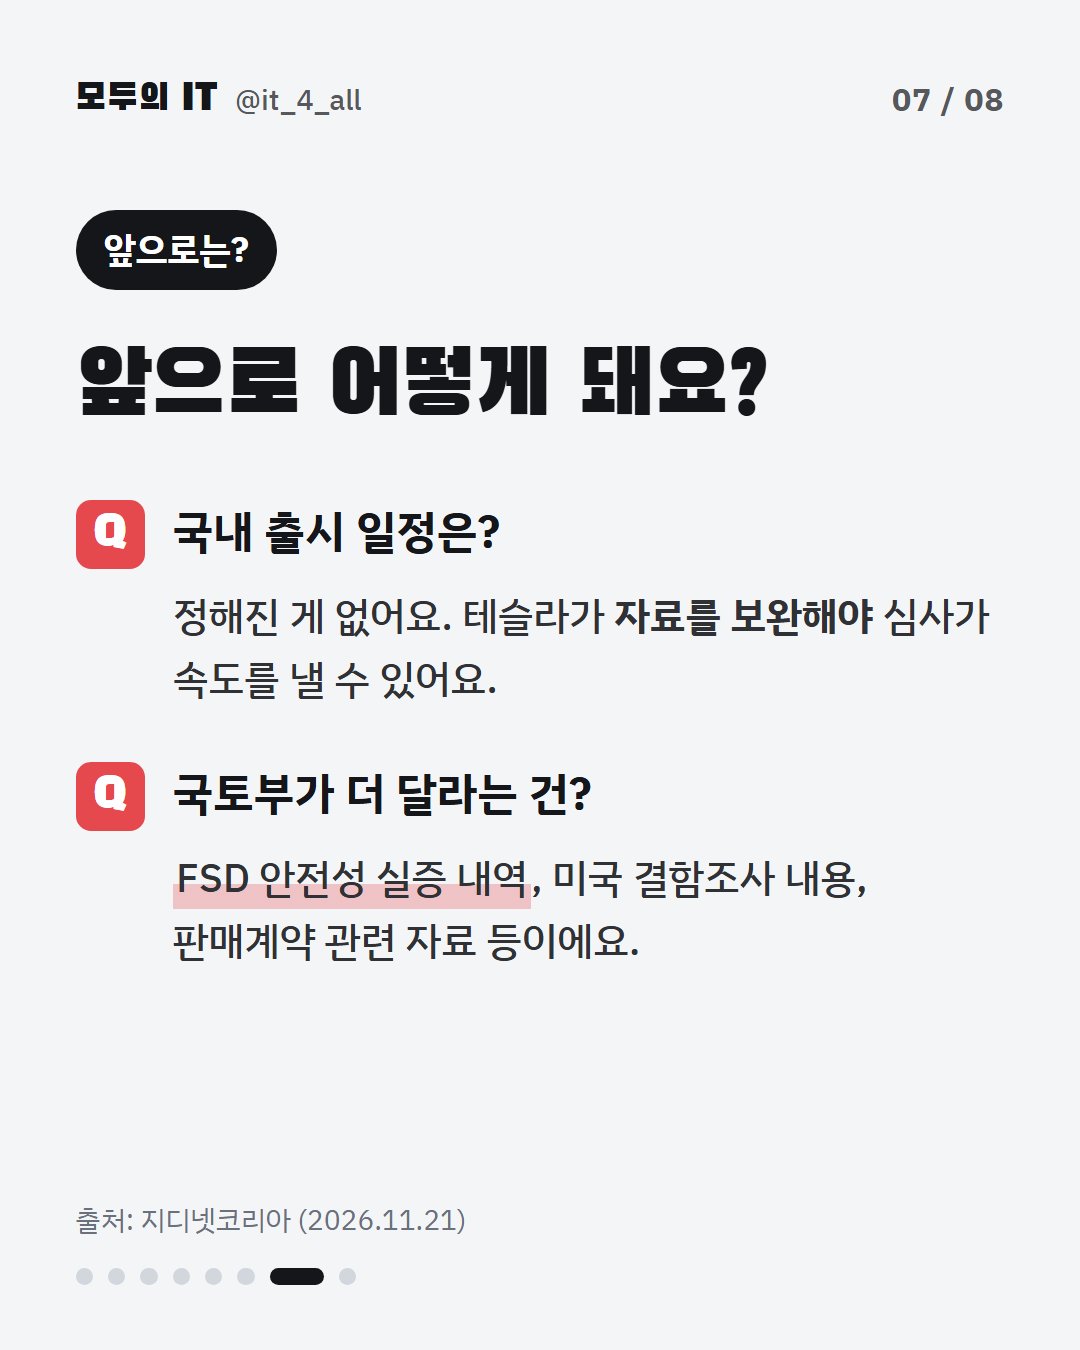 모두의 IT @it_4_all
07 / 08
앞으로는?
앞으로 어떻게 돼요?
Q 국내 출시 일정은?
정해진 게 없어요. 테슬라가 자료를 보완해야 심사가
속도를 낼 수 있어요.
Q 국토부가 더 달라는 건?
FSD 안전성 실증 내역, 미국 결함조사 내용,
판매계약 관련 자료 등이에요.
출처: 지디넷코리아 (2026.11.21)